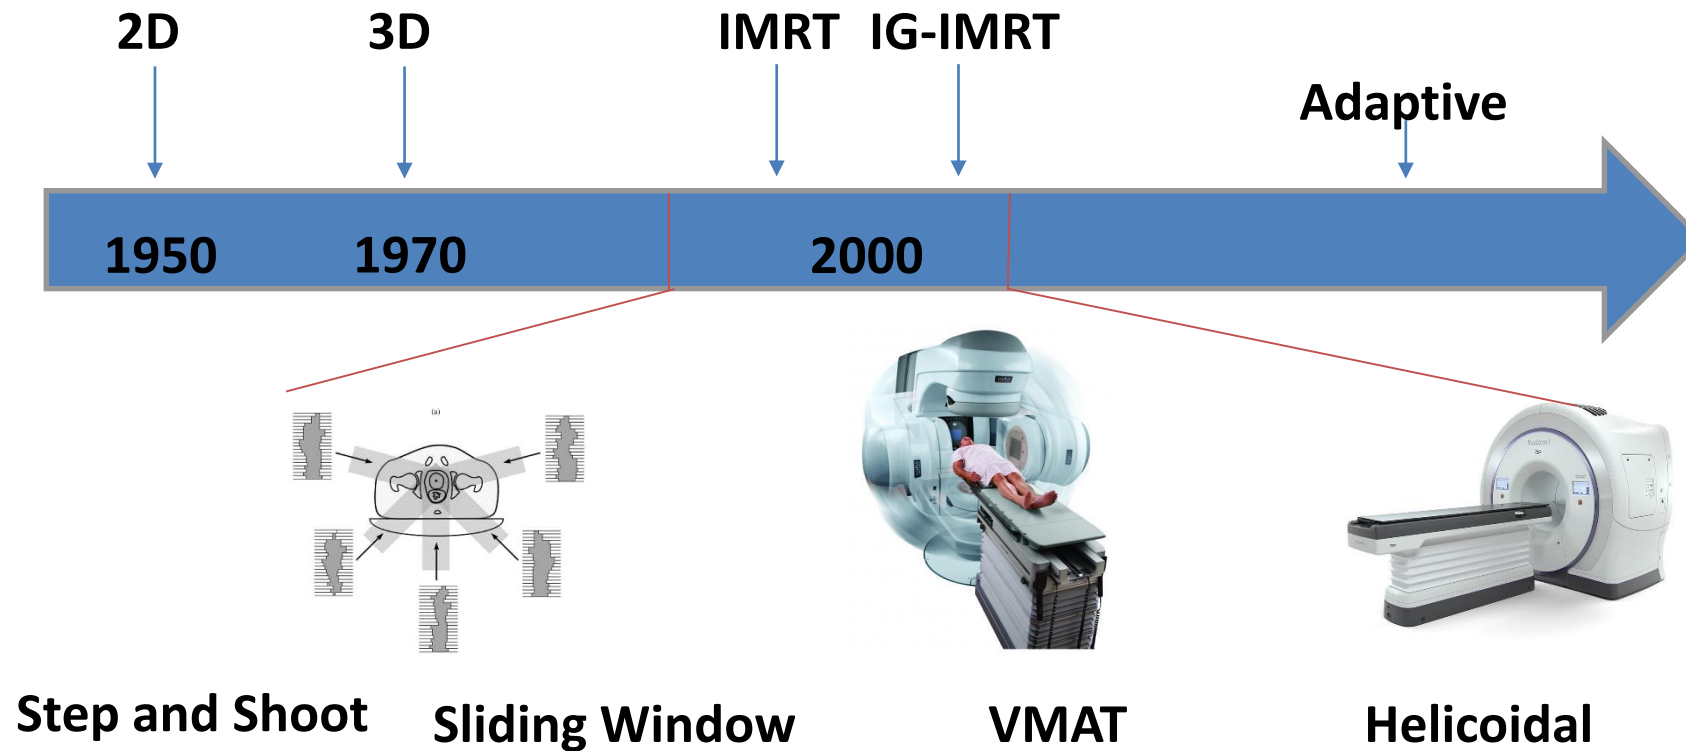 2D 3D IMRT IG-IMRT
Adaptive
1950 1970 2000
(a)
Step and Shoot Sliding Window VMAT Helicoidal